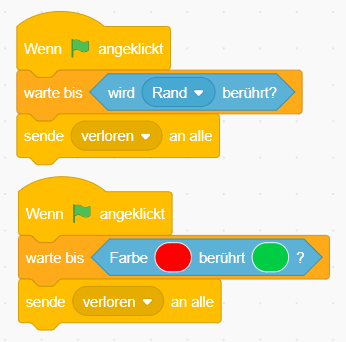 Wenn angeklickt
warte bis wird Rand berührt?
sende verloren an alle
Wenn angeklickt
warte bis Farbe berührt ?
sende verloren an alle